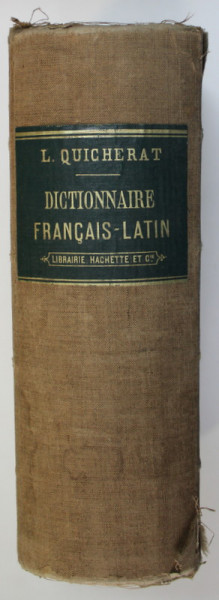 L. QUICHERAT
DICTIONNAIRE
FRANÇAIS-LATIN
LIBRAIRIE HACHETTE ET Cie